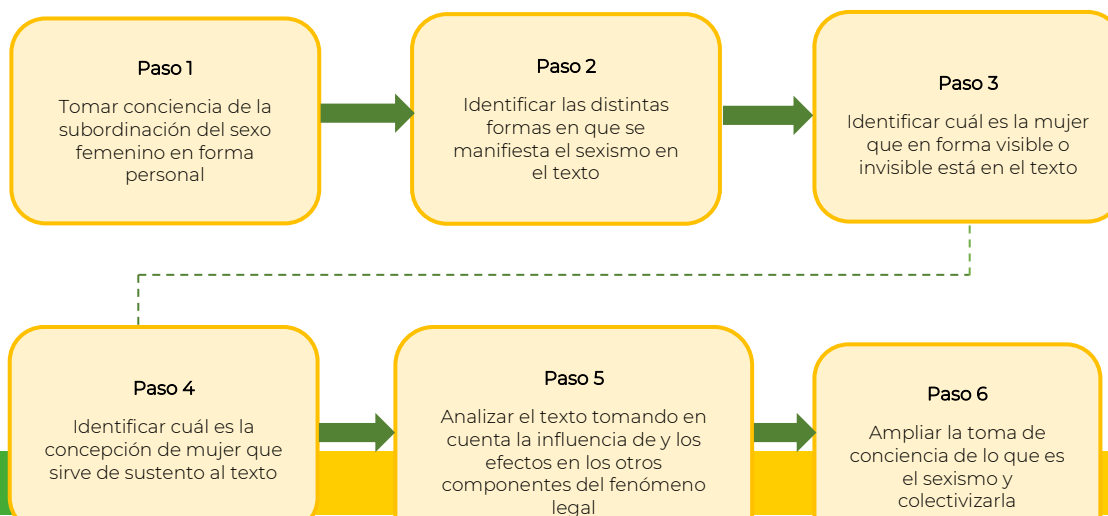 Paso 1
Tomar conciencia de la
subordinación del sexo
femenino en forma
personal
Paso 2
Identificar las distintas
formas en que se
manifiesta el sexismo en
el texto
Paso 3
Identificar cuál es la mujer
que en forma visible o
invisible está en el texto
Paso 4
Identificar cuál es la
concepción de mujer que
sirve de sustento al texto
Paso 5
Analizar el texto tomando en
cuenta la influencia de y los
efectos en los otros
componentes del fenómeno
legal
Paso 6
Ampliar la toma de
conciencia de lo que es
el sexismo y
colectivizarla